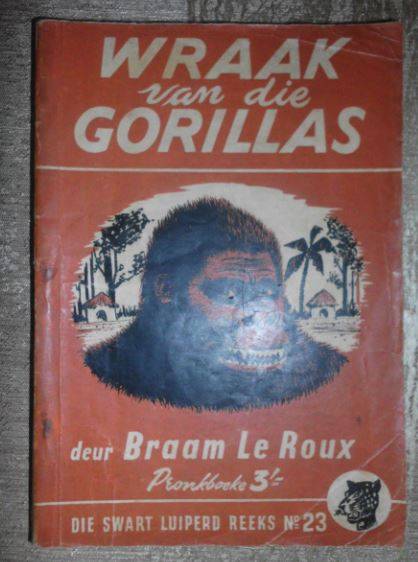 WRAAK
van die
GORILLAS
deur Braam Le Roux
Pronkboeke 3/-
DIE SWART LUIPERD REEKS Nº 23